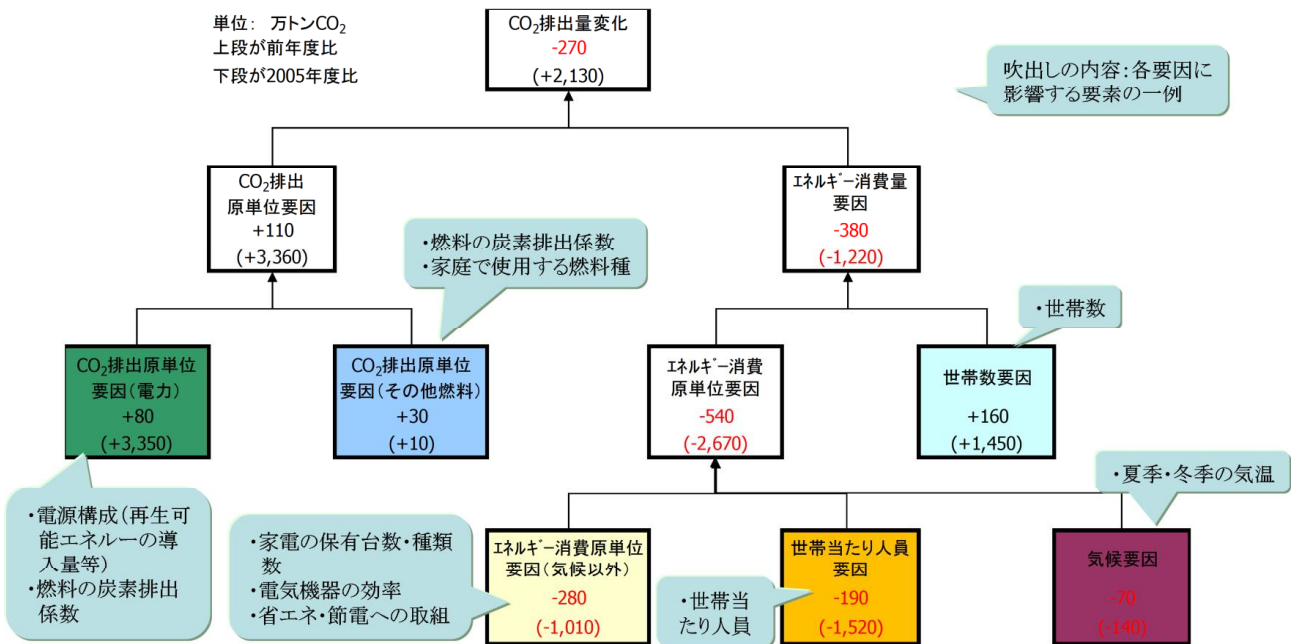 単位： 万トンCO₂
上段が前年度比
下段が2005年度比
CO₂排出量変化
-270
(+2,130)
吹出しの内容：各要因に
影響する要素の一例
CO₂排出
原単位要因
+110
(+3,360)
・燃料の炭素排出係数
・家庭で使用する燃料種
エネルギー消費量
要因
-380
(-1,220)
・世帯数
CO₂排出原単位
要因（電力）
+80
(+3,350)
CO₂排出原単位
要因（その他燃料）
+30
(+10)
エネルギー消費
原単位要因
-540
(-2,670)
世帯数要因
+160
(+1,450)
・夏季・冬季の気温
・電源構成（再生可
能エネルーの導
入量等）
・燃料の炭素排出
係数
・家電の保有台数・種類
数
・電気機器の効率
・省エネ・節電への取組
エネルギー消費原単位
要因（気候以外）
-280
(-1,010)
・世帯当
たり人員
世帯当たり人員
要因
-190
(-1,520)
気候要因
-70
(-140)